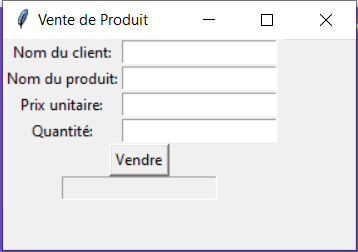 Vente de Produit
Nom du client:
Nom du produit:
Prix unitaire:
Quantité:
Vendre